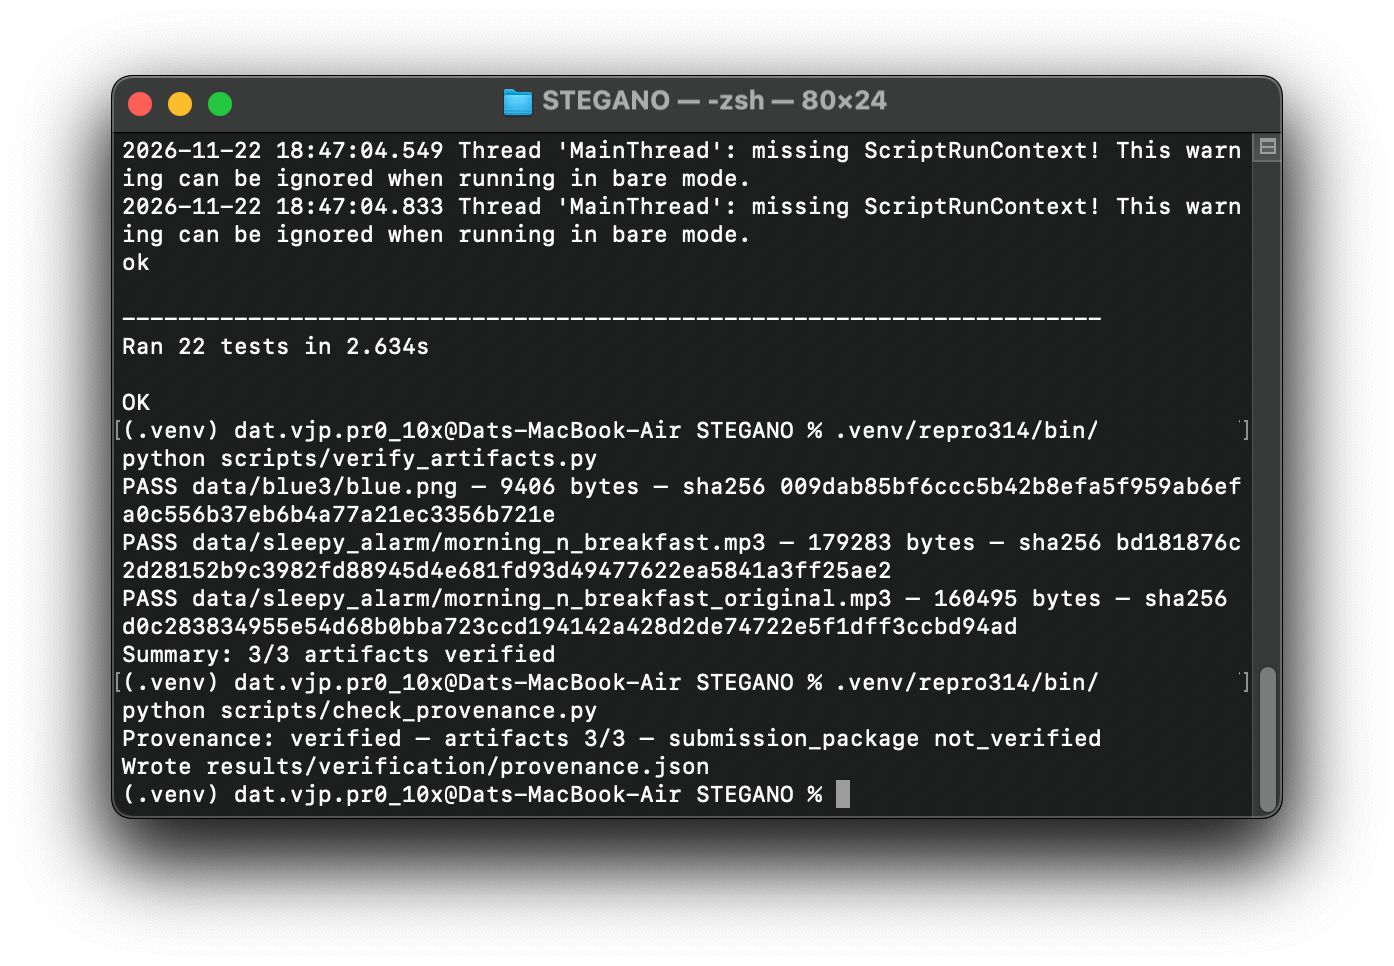 STEGANO — -zsh — 80×24
2026-11-22 18:47:04.549 Thread 'MainThread': missing ScriptRunContext! This warn
ing can be ignored when running in bare mode.
2026-11-22 18:47:04.833 Thread 'MainThread': missing ScriptRunContext! This warn
ing can be ignored when running in bare mode.
ok

----------------------------------------------------------------------
Ran 22 tests in 2.634s

OK
[(.venv) dat.vjp.pr0_10x@Dats-MacBook-Air STEGANO % .venv/repro314/bin/ ]
python scripts/verify_artifacts.py
PASS data/blue3/blue.png — 9406 bytes — sha256 009dab85bf6ccc5b42b8efa5f959ab6ef
a0c556b37eb6b4a77a21ec3356b721e
PASS data/sleepy_alarm/morning_n_breakfast.mp3 — 179283 bytes — sha256 bd181876c
2d28152b9c3982fd88945d4e681fd93d49477622ea5841a3ff25ae2
PASS data/sleepy_alarm/morning_n_breakfast_original.mp3 — 160495 bytes — sha256
d0c283834955e54d68b0bba723ccd194142a428d2de74722e5f1dff3ccbd94ad
Summary: 3/3 artifacts verified
[(.venv) dat.vjp.pr0_10x@Dats-MacBook-Air STEGANO % .venv/repro314/bin/ ]
python scripts/check_provenance.py
Provenance: verified — artifacts 3/3 — submission_package not_verified
Wrote results/verification/provenance.json
(.venv) dat.vjp.pr0_10x@Dats-MacBook-Air STEGANO %